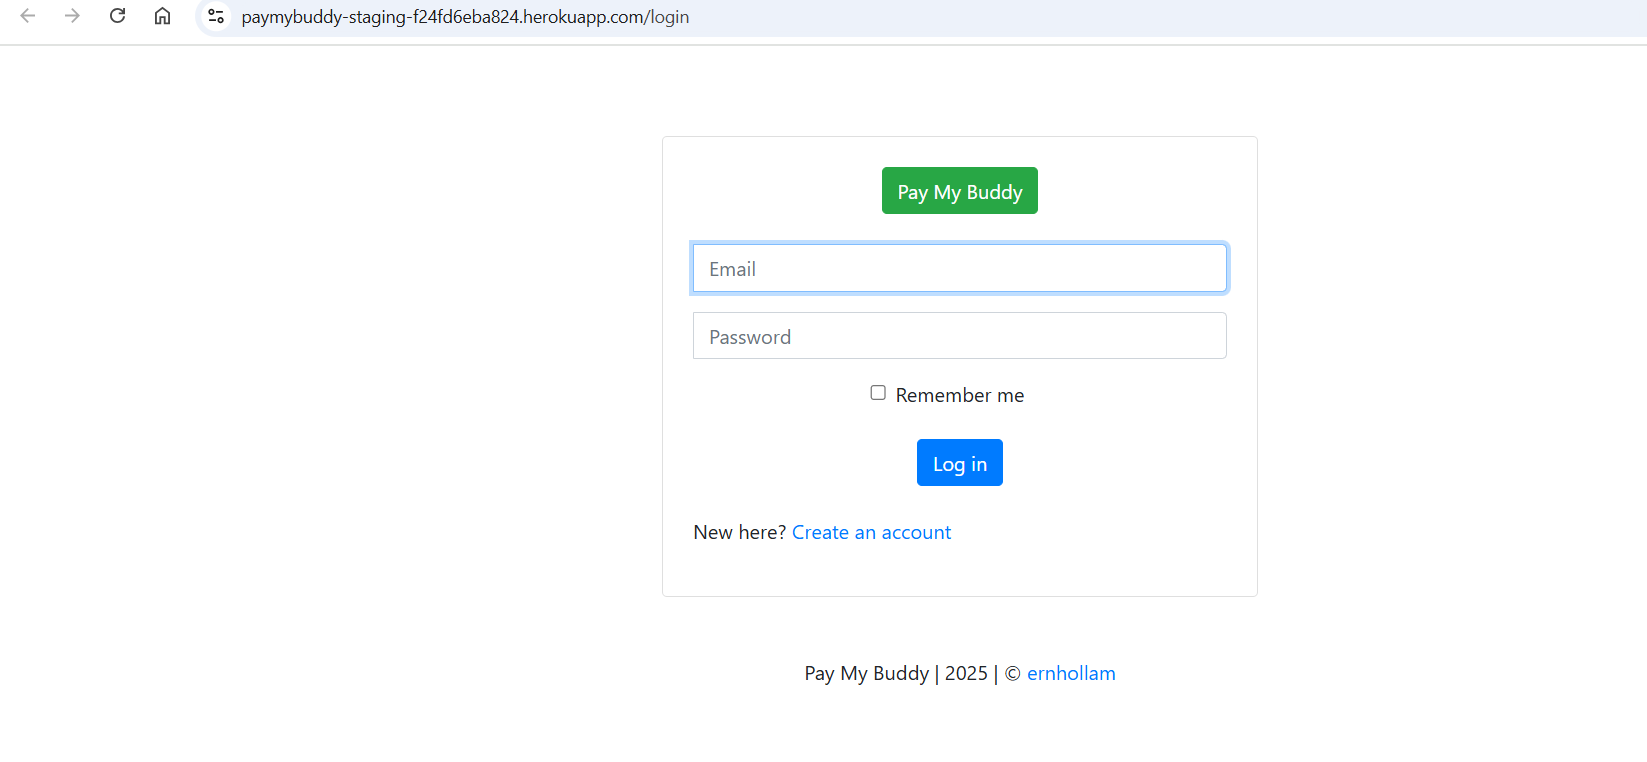 paymybuddy-staging-f24fd6eba824.herokuapp.com/login
Pay My Buddy
Email
Password
Remember me
Log in
New here? Create an account
Pay My Buddy | 2025 | © ernhollam